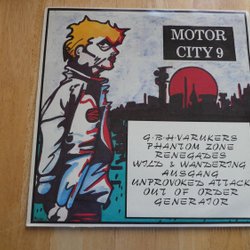 MOTOR
CITY 9
G·B·H·VARUKERS
PHANTOM ZONE
RENEGADES
WILD & WANDERING
AUSGANG
UNPROVOKED ATTACK
OUT OF ORDER
GENERATOR